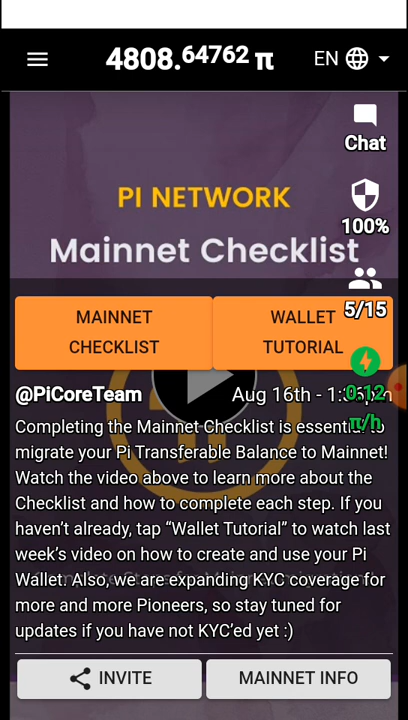 4808.64762 π
EN
Chat
PI NETWORK
100%
Mainnet Checklist
5/15
MAINNET
CHECKLIST
WALLET
TUTORIAL
0.12
π/h
@PiCoreTeam
Aug 16th - 1:
Completing the Mainnet Checklist is essential to
migrate your Pi Transferable Balance to Mainnet!
Watch the video above to learn more about the
Checklist and how to complete each step. If you
haven’t already, tap “Wallet Tutorial” to watch last
week’s video on how to create and use your Pi
Wallet. Also, we are expanding KYC coverage for
more and more Pioneers, so stay tuned for
updates if you have not KYC’ed yet :)
INVITE
MAINNET INFO